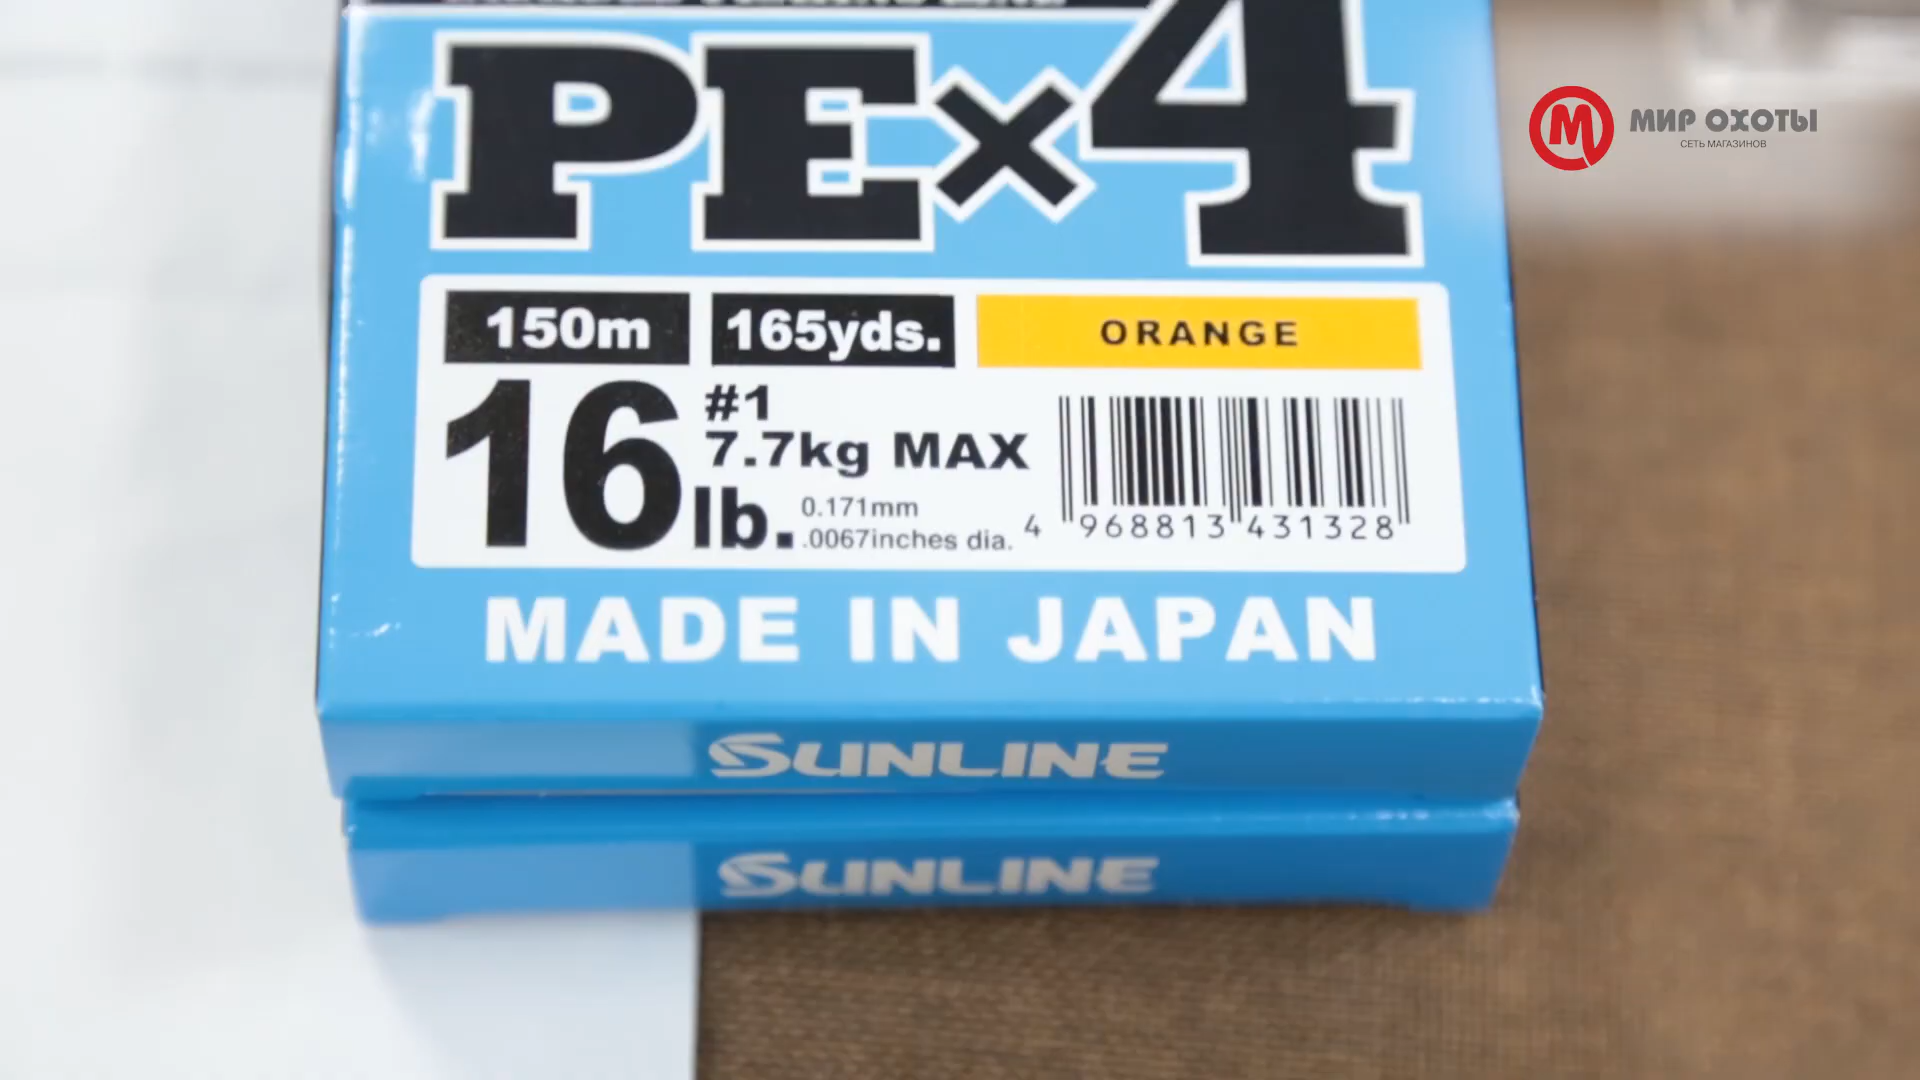 PE×4
МИР ОХОТЫ
СЕТЬ МАГАЗИНОВ
150m 165yds. ORANGE
16 lb.
#1
7.7kg MAX
0.171mm
.0067inches dia.
4 968813 431328
MADE IN JAPAN
SUNLINE
SUNLINE